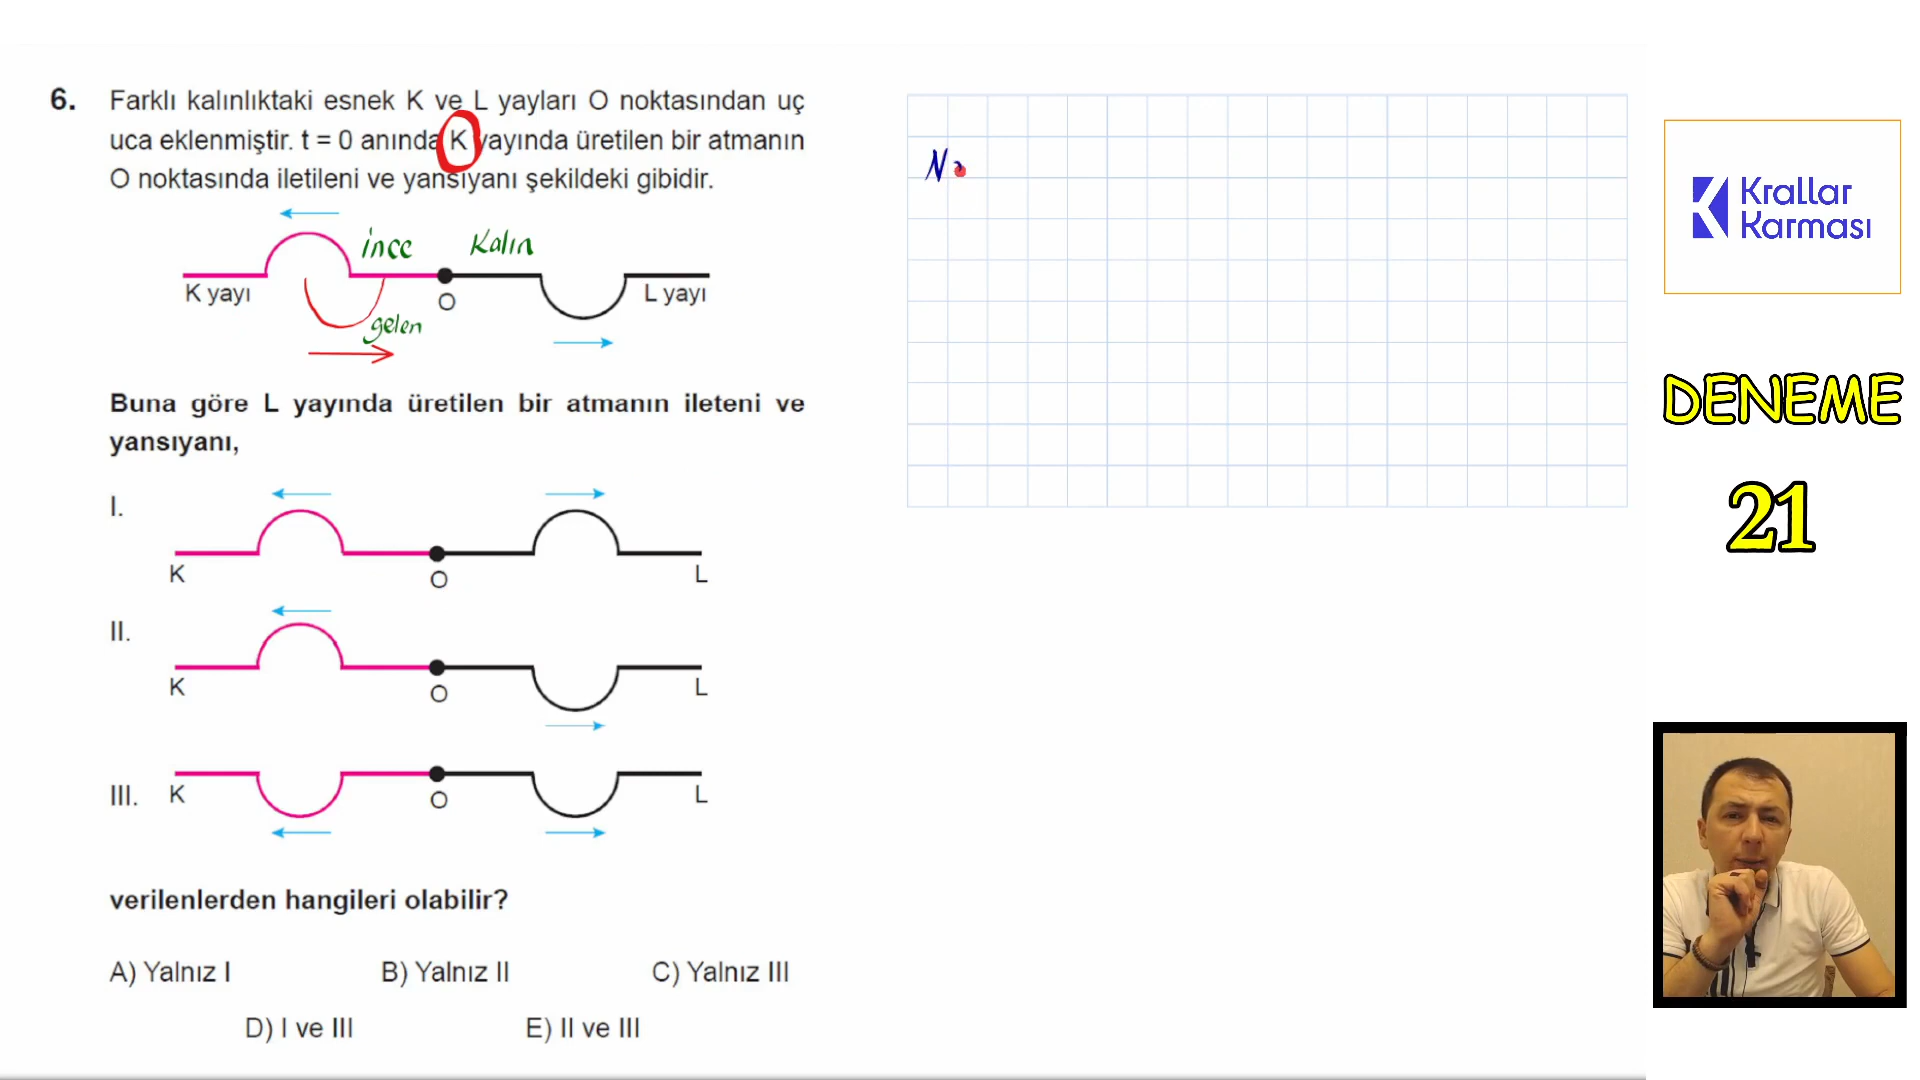 6. Farklı kalınlıktaki esnek K ve L yayları O noktasından uç
uca eklenmiştir. t = 0 anında K yayında üretilen bir atmanın
O noktasında iletileni ve yansıyanı şekildeki gibidir.
ince Kalın
K yayı O L yayı
gelen
Buna göre L yayında üretilen bir atmanın ileteni ve
yansıyanı,
I.
K O L
II.
K O L
III. K O L
verilenlerden hangileri olabilir?
A) Yalnız I B) Yalnız II C) Yalnız III
D) I ve III E) II ve III
N
Krallar
Karması
DENEME
21